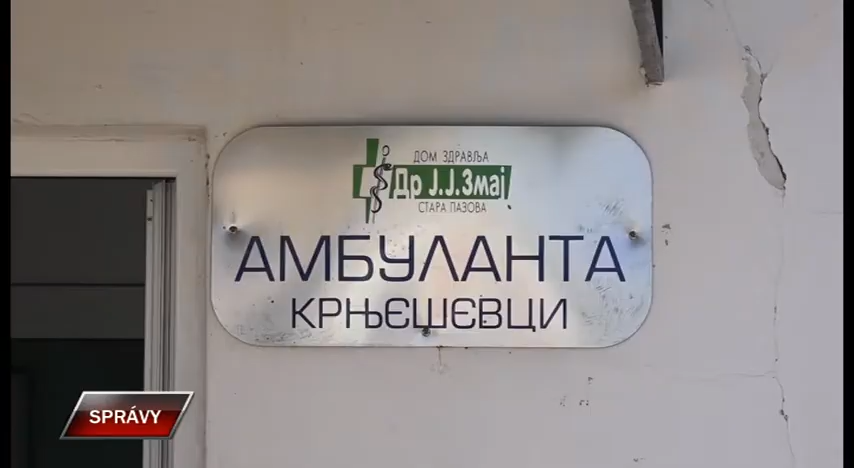 ДОМ ЗДРАВЉА
Др Ј.Ј.Змај
СТАРА ПАЗОВА
АМБУЛАНТА
КРЊЕШЕВЦИ
SPRÁVY